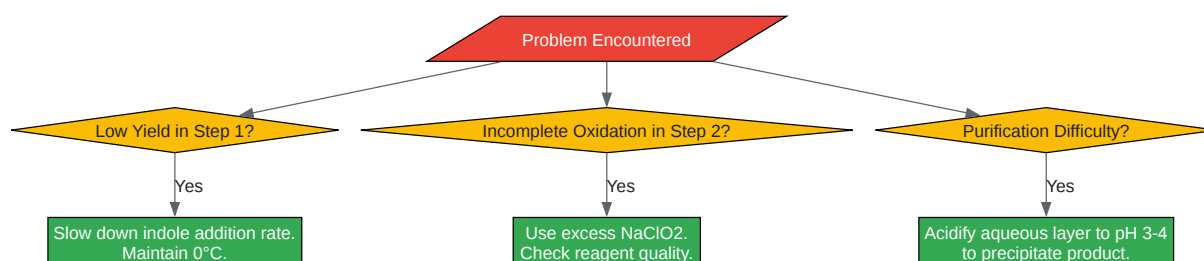 Problem Encountered
Low Yield in Step 1?
Incomplete Oxidation in Step 2?
Purification Difficulty?
Yes
Yes
Yes
Slow down indole addition rate.
Maintain 0°C.
Use excess NaClO2.
Check reagent quality.
Acidify aqueous layer to pH 3-4
to precipitate product.